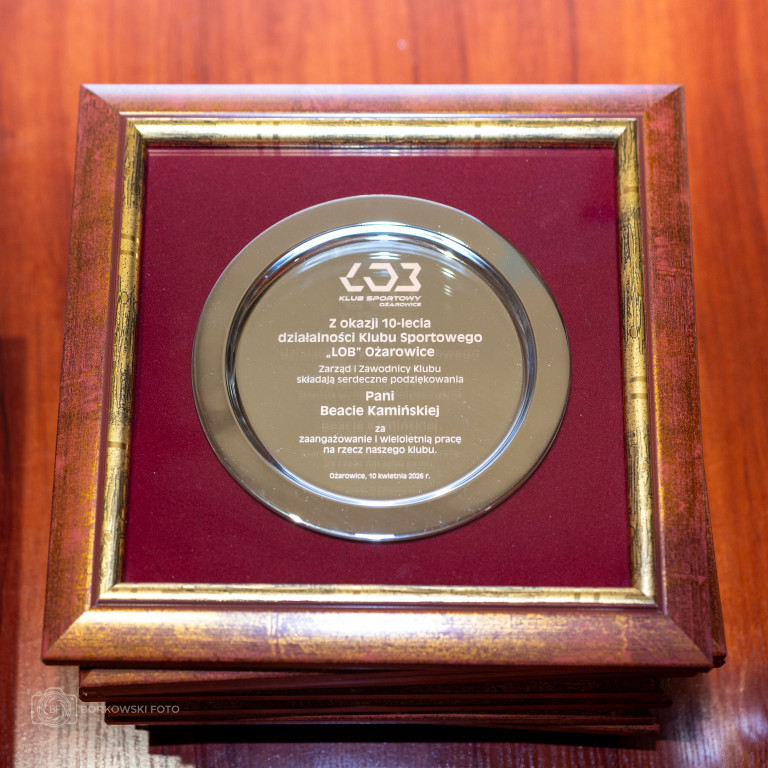 LOB
KLUB SPORTOWY
OŻAROWICE
Z okazji 10-lecia
działalności Klubu Sportowego
„LOB" Ożarowice
Zarząd i Zawodnicy Klubu
składają serdeczne podziękowania
Pani
Beacie Kamińskiej
za
zaangażowanie i wieloletnią pracę
na rzecz naszego klubu.
Ożarowice, 10 kwietnia 2026 r.
BF
BORKOWSKI FOTO